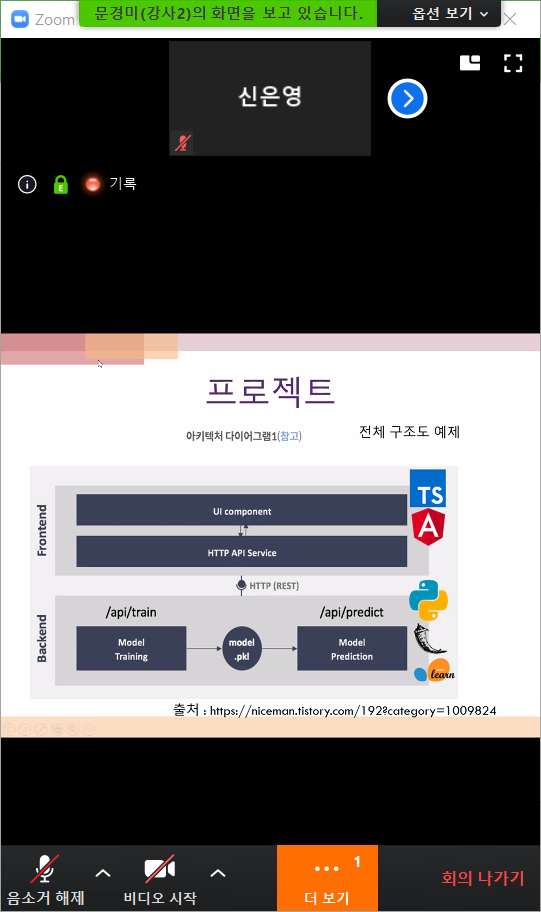 Zoom
문경미(강사2)의 화면을 보고 있습니다.
옵션 보기
신은영
E
기록
프로젝트
아키텍처 다이어그램1(참고)
전체 구조도 예제
Frontend
UI component
HTTP API Service
TS
A
HTTP (REST)
Backend
/api/train
/api/predict
Model
Training
model
.pkl
Model
Prediction
learn
출처 : https://niceman.tistory.com/192?category=1009824
음소거 해제
비디오 시작
1
더 보기
회의 나가기